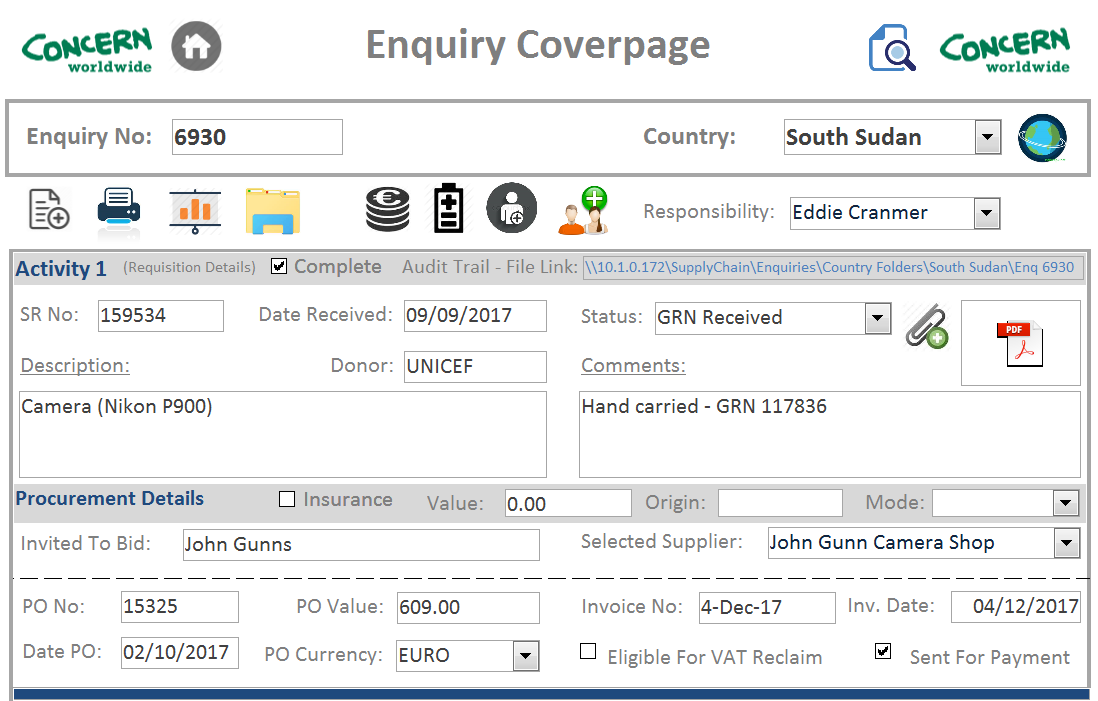 CONCERN worldwide
Enquiry Coverpage
CONCERN worldwide
Enquiry No: 6930 Country: South Sudan
Responsibility: Eddie Cranmer
Activity 1 (Requisition Details) Complete Audit Trail - File Link: \\10.1.0.172\SupplyChain\Enquiries\Country Folders\South Sudan\Enq 6930
SR No: 159534 Date Received: 09/09/2017 Status: GRN Received
PDF
Description: Donor: UNICEF Comments:
Camera (Nikon P900) Hand carried - GRN 117836
Procurement Details Insurance Value: 0.00 Origin: Mode:
Invited To Bid: John Gunns Selected Supplier: John Gunn Camera Shop
PO No: 15325 PO Value: 609.00 Invoice No: 4-Dec-17 Inv. Date: 04/12/2017
Date PO: 02/10/2017 PO Currency: EURO Eligible For VAT Reclaim Sent For Payment